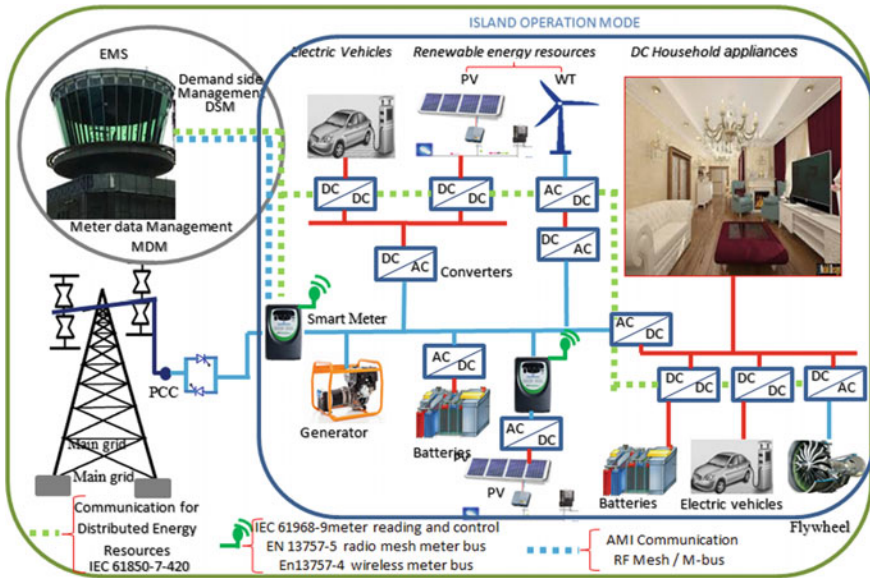 ISLAND OPERATION MODE
EMS
Electric Vehicles
Renewable energy resources
DC Household appliances
Demand side
Management
DSM
PV
WT
DC
DC
DC
DC
AC
DC
Meter data Management
MDM
DC
AC
DC
AC
Converters
Smart Meter
AC
DC
PCC
AC
DC
DC
DC
DC
DC
DC
AC
Generator
AC
DC
Batteries
PV
Main grid
Main grid
PV
Batteries
Electric vehicles
Flywheel
Communication for
Distributed Energy
Resources
IEC 61850-7-420
IEC 61968-9meter reading and control
EN 13757-5 radio mesh meter bus
En13757-4 wireless meter bus
AMI Communication
RF Mesh / M-bus